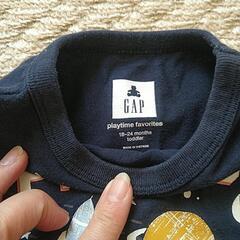 GAP
playtime favorites
18-24 months
toddler
MADE IN VIETNAM